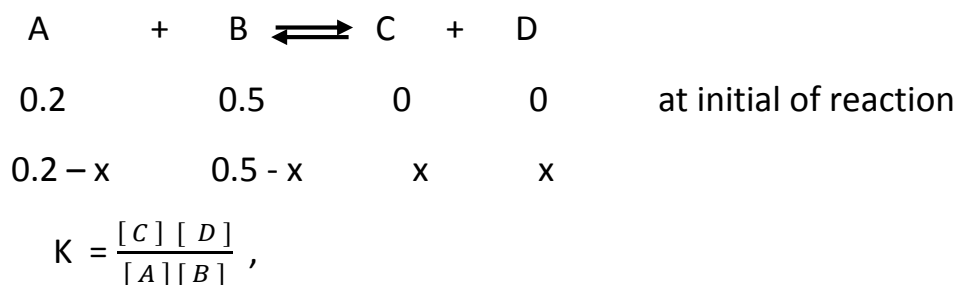 A + B ⇌ C + D
0.2 0.5 0 0 at initial of reaction
0.2 – x 0.5 - x x x
K = [ C ] [ D ] / [ A ] [ B ] ,